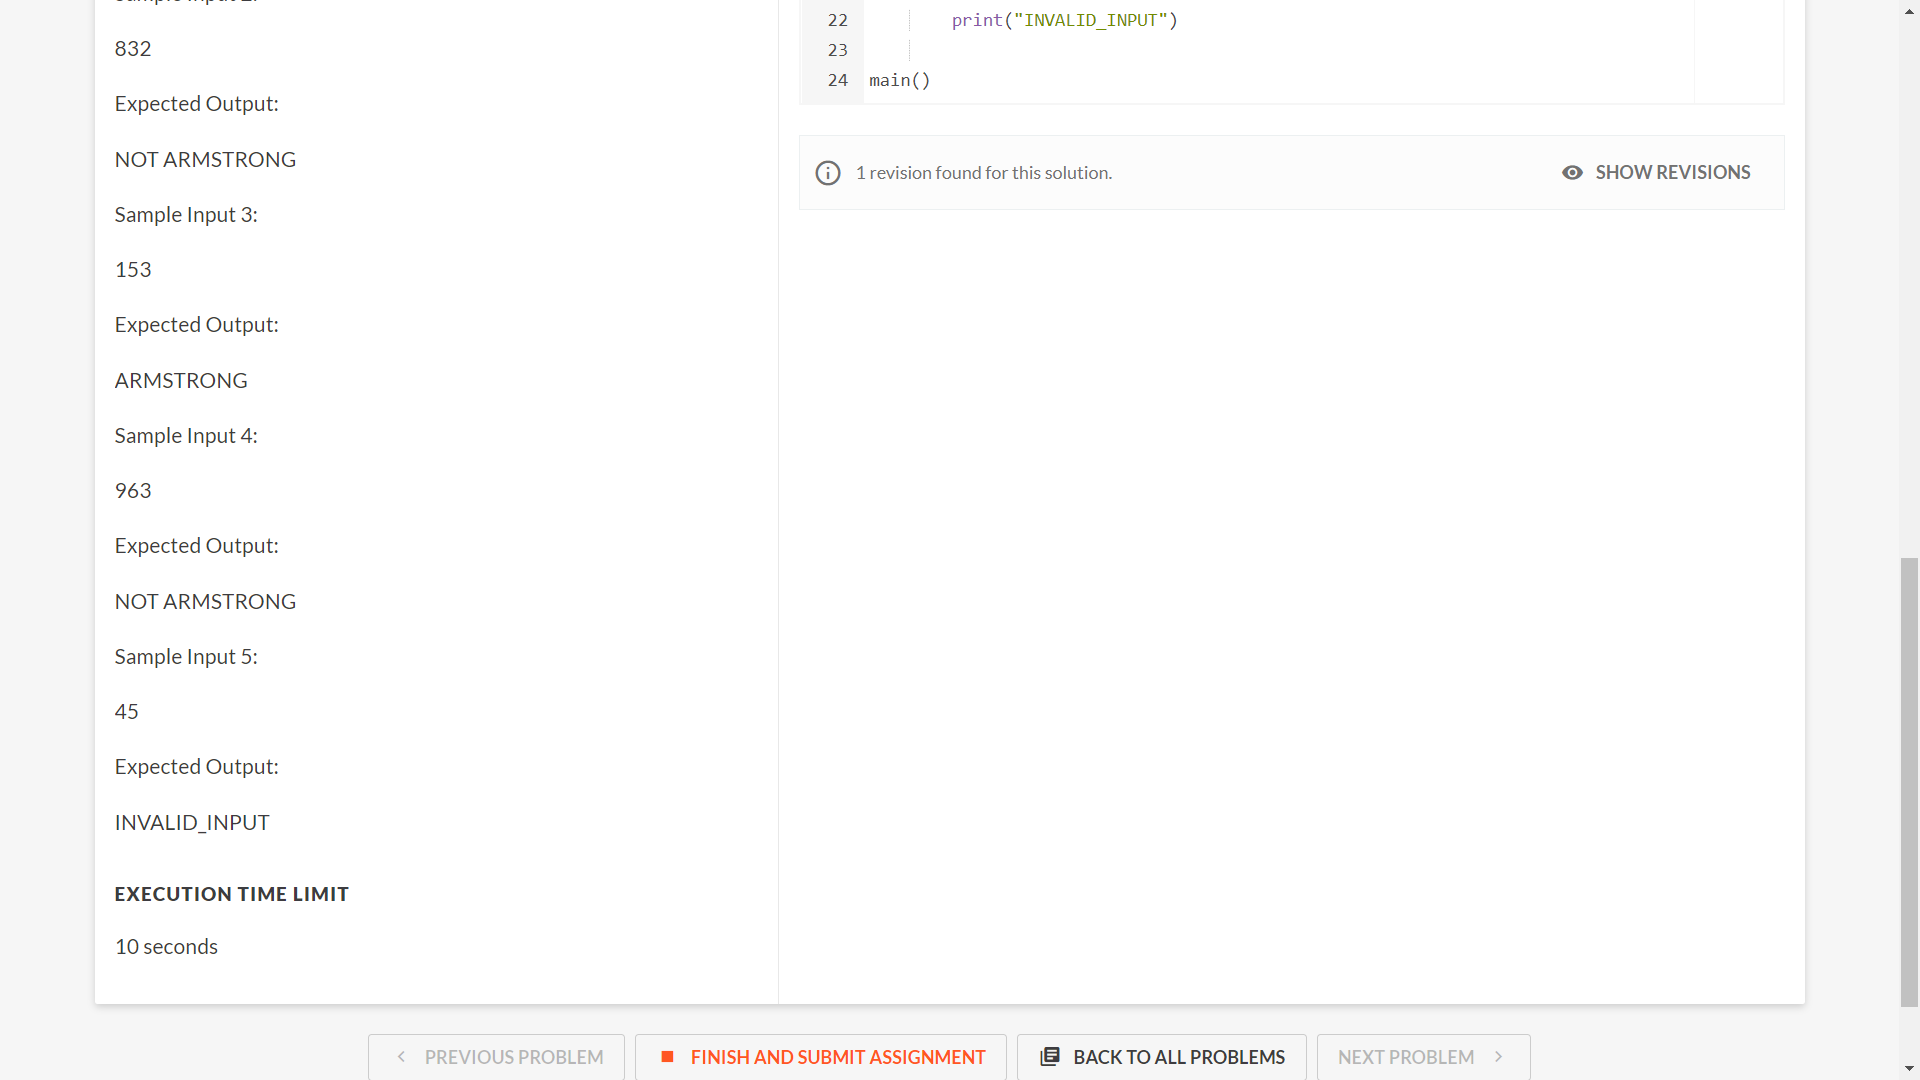 832
Expected Output:
NOT ARMSTRONG
Sample Input 3:
153
Expected Output:
ARMSTRONG
Sample Input 4:
963
Expected Output:
NOT ARMSTRONG
Sample Input 5:
45
Expected Output:
INVALID_INPUT
EXECUTION TIME LIMIT
10 seconds
22 print("INVALID_INPUT")
23
24 main()
1 revision found for this solution.
SHOW REVISIONS
PREVIOUS PROBLEM
FINISH AND SUBMIT ASSIGNMENT
BACK TO ALL PROBLEMS
NEXT PROBLEM